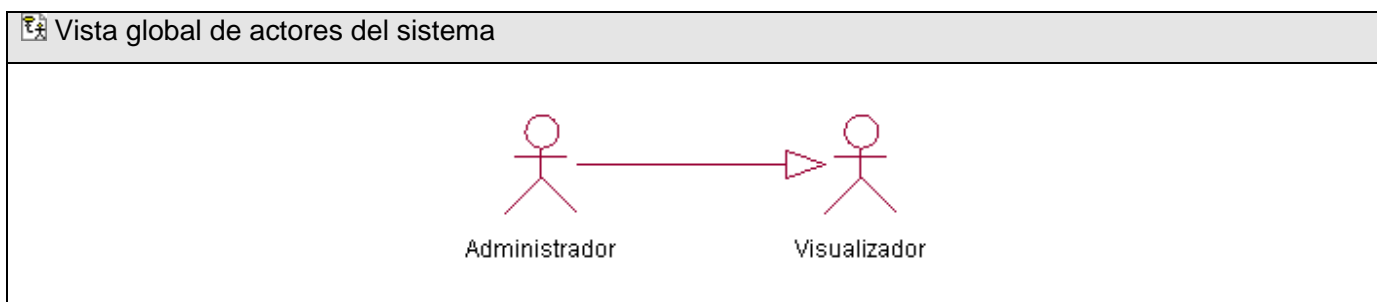 Vista global de actores del sistema
Administrador
Visualizador